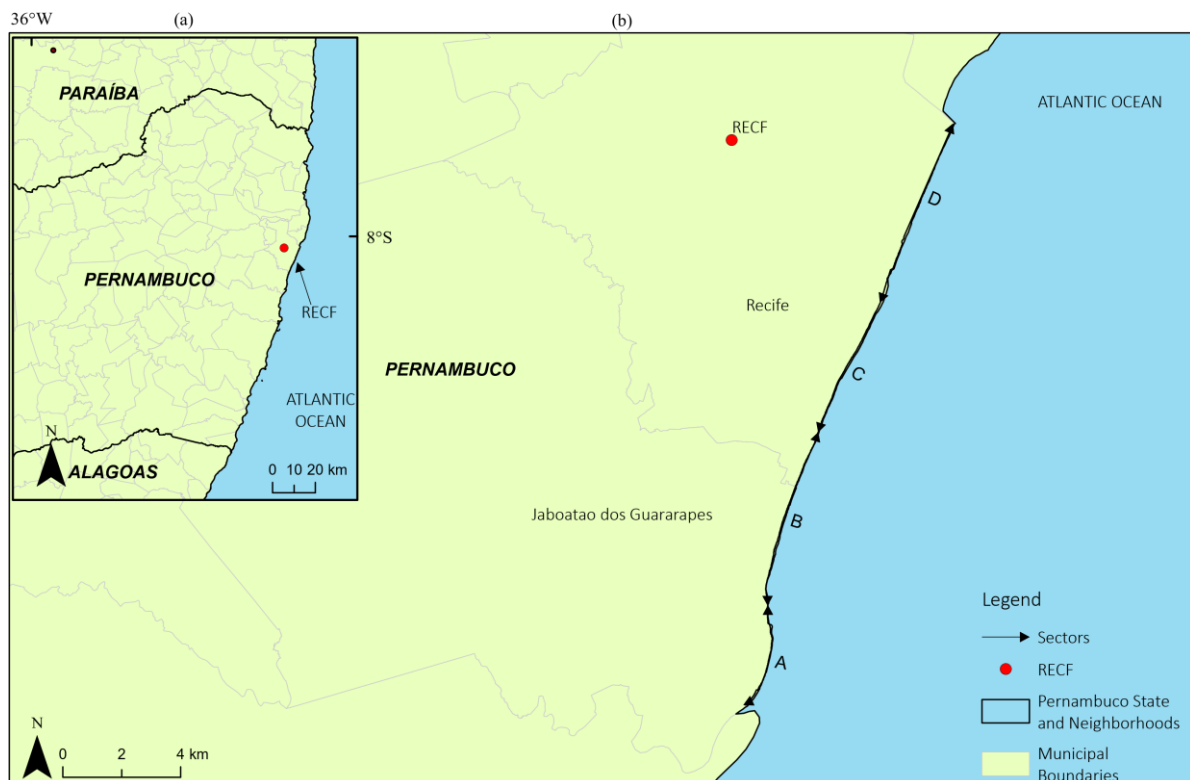 36°W
(a)
(b)
PARAÍBA
PERNAMBUCO
8°S
RECF
ATLANTIC
OCEAN
N
ALAGOAS
0 10 20 km
ATLANTIC OCEAN
RECF
D
Recife
PERNAMBUCO
C
Jaboatao dos Guararapes
B
A
N
0 2 4 km
Legend
Sectors
RECF
Pernambuco State
and Neighborhoods
Municipal
Boundaries